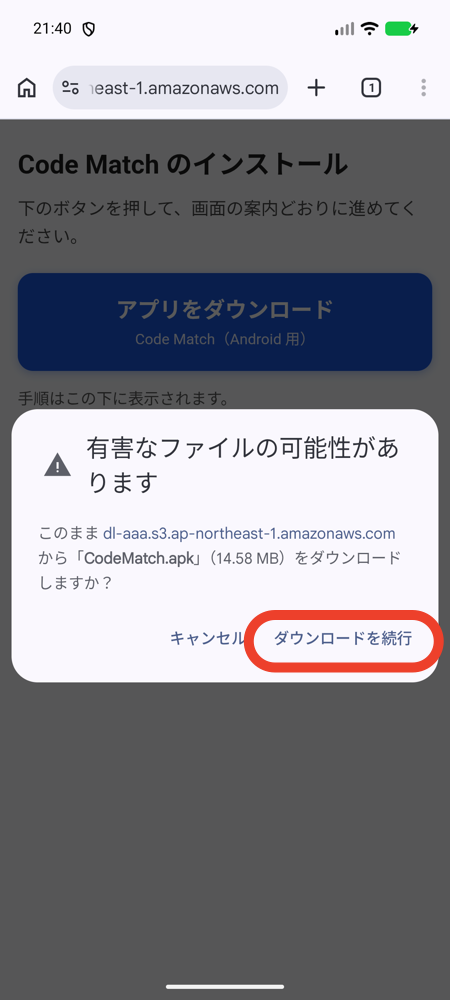 21:40
east-1.amazonaws.com
1
Code Match のインストール
下のボタンを押して、画面の案内どおりに進めてく
ださい。
アプリをダウンロード
Code Match（Android 用）
手順はこの下に表示されます。
有害なファイルの可能性があ
ります
このまま dl-aaa.s3.ap-northeast-1.amazonaws.com
から「CodeMatch.apk」（14.58 MB）をダウンロード
しますか？
キャンセル ダウンロードを続行